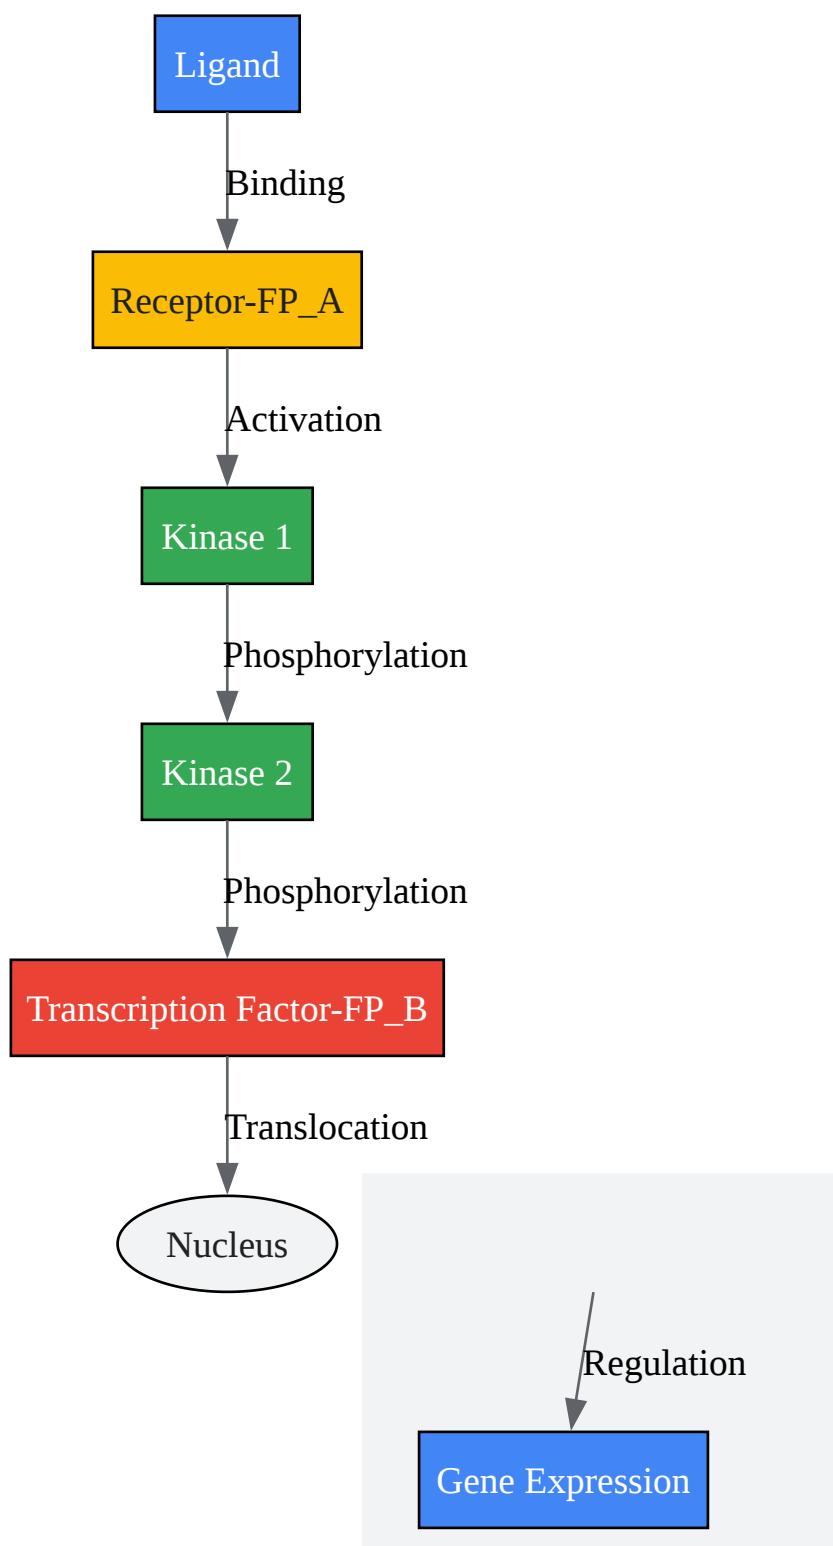 Ligand
Binding
Receptor-FP_A
Activation
Kinase 1
Phosphorylation
Kinase 2
Phosphorylation
Transcription Factor-FP_B
Translocation
Nucleus
Regulation
Gene Expression